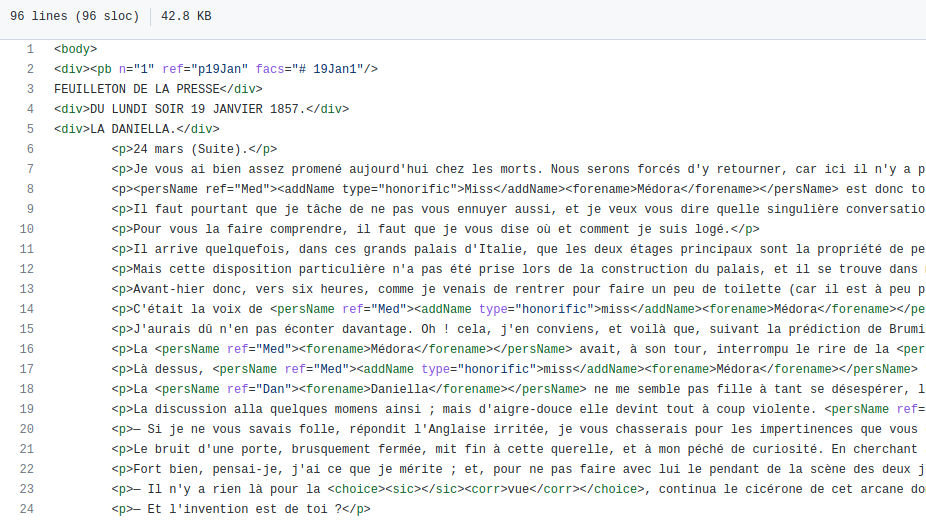 96 lines (96 sloc) 42.8 KB
1 <body>
2 <div><pb n="1" ref="p19Jan" facs="# 19Jan1"/>
3 FEUILLETON DE LA PRESSE</div>
4 <div>DU LUNDI SOIR 19 JANVIER 1857.</div>
5 <div>LA DANIELLA.</div>
6 <p>24 mars (Suite).</p>
7 <p>Je vous ai bien assez promené aujourd'hui chez les morts. Nous serons forcés d'y retourner, car ici il n'y a p
8 <p><persName ref="Med"><addName type="honorific">Miss</addName><forename>Médora</forename></persName> est donc to
9 <p>Il faut pourtant que je tâche de ne pas vous ennuyer aussi, et je veux vous dire quelle singulière conversatio
10 <p>Pour vous la faire comprendre, il faut que je vous dise où et comment je suis logé.</p>
11 <p>Il arrive quelquefois, dans ces grands palais d'Italie, que les deux étages principaux sont la propriété de pe
12 <p>Mais cette disposition particulière n'a pas été prise lors de la construction du palais, et il se trouve dans
13 <p>Avant-hier donc, vers six heures, comme je venais de rentrer pour faire un peu de toilette (car il est à peu p
14 <p>C'était la voix de <persName ref="Med"><addName type="honorific">miss</addName><forename>Médora</forename></pe
15 <p>J'aurais dû n'en pas éconter davantage. Oh ! cela, j'en conviens, et voilà que, suivant la prédiction de Brumi
16 <p>La <persName ref="Med"><forename>Médora</forename></persName> avait, à son tour, interrompu le rire de la <per
17 <p>Là dessus, <persName ref="Med"><addName type="honorific">miss</addName><forename>Médora</forename></persName>
18 <p>La <persName ref="Dan"><forename>Daniella</forename></persName> ne me semble pas fille à tant se désespérer, l
19 <p>La discussion alla quelques momens ainsi ; mais d'aigre-douce elle devint tout à coup violente. <persName ref=
20 <p>— Si je ne vous savais folle, répondit l'Anglaise irritée, je vous chasserais pour les impertinences que vous
21 <p>Le bruit d'une porte, brusquement fermée, mit fin à cette querelle, et à mon péché de curiosité. En cherchant
22 <p>Fort bien, pensai-je, j'ai ce que je mérite ; et, pour ne pas faire avec lui le pendant de la scène des deux j
23 <p>— Il n'y a rien là pour la <choice><sic></sic><corr>vue</corr></choice>, continua le cicérone de cet arcane do
24 <p>— Et l'invention est de toi ?</p>